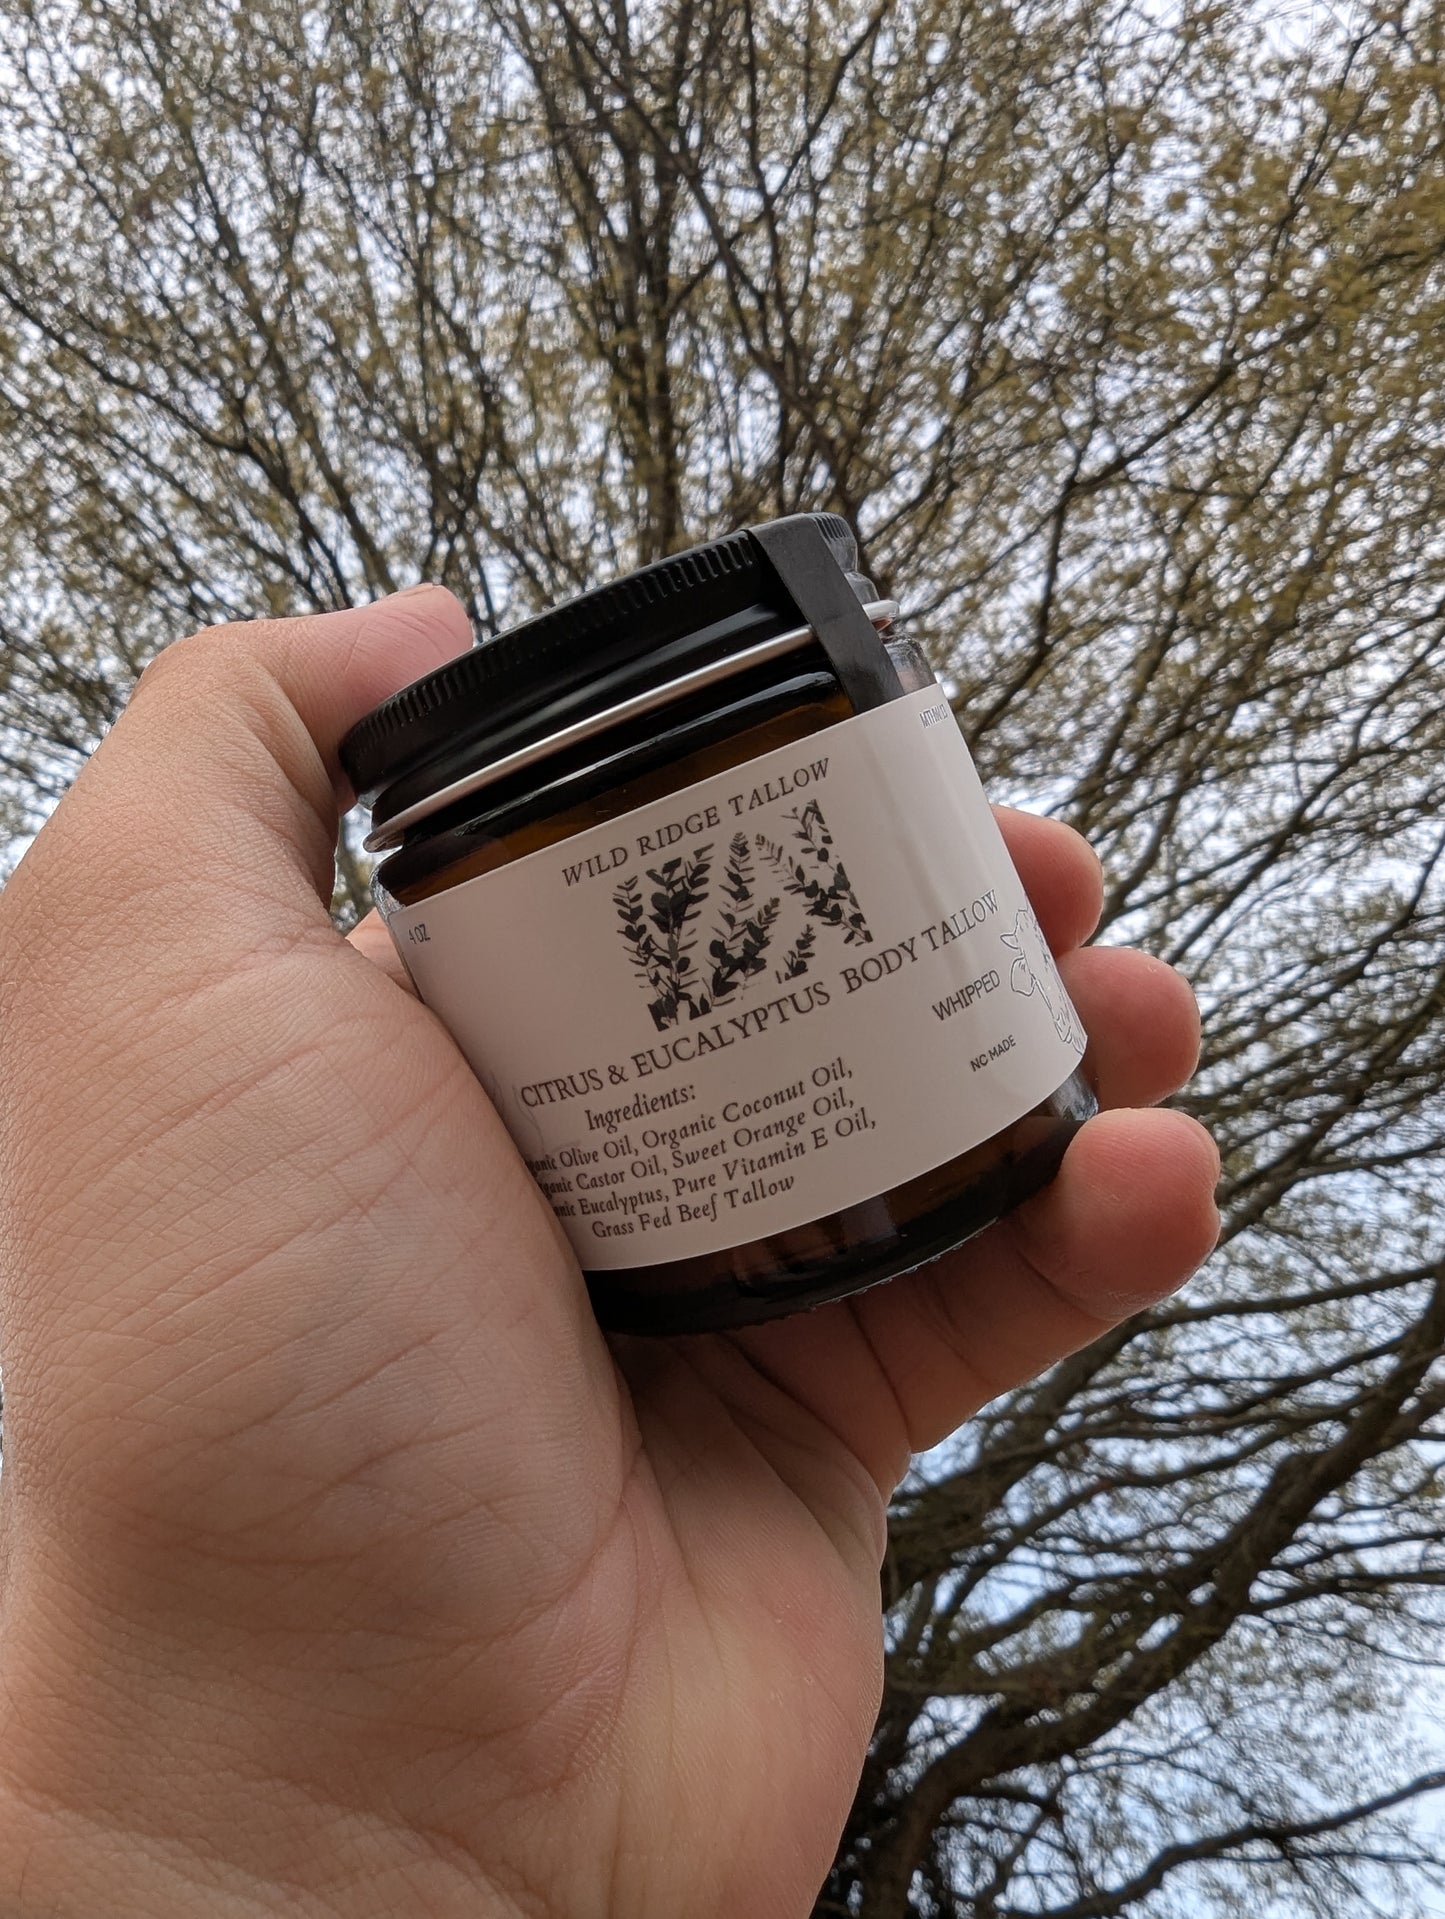 WILD RIDGE TALLOW
4 OZ
CITRUS & EUCALYPTUS BODY TALLOW
WHIPPED
NC MADE
Ingredients:
Olive Oil, Organic Coconut Oil,
Castor Oil, Sweet Orange Oil,
Eucalyptus, Pure Vitamin E Oil,
Grass Fed Beef Tallow